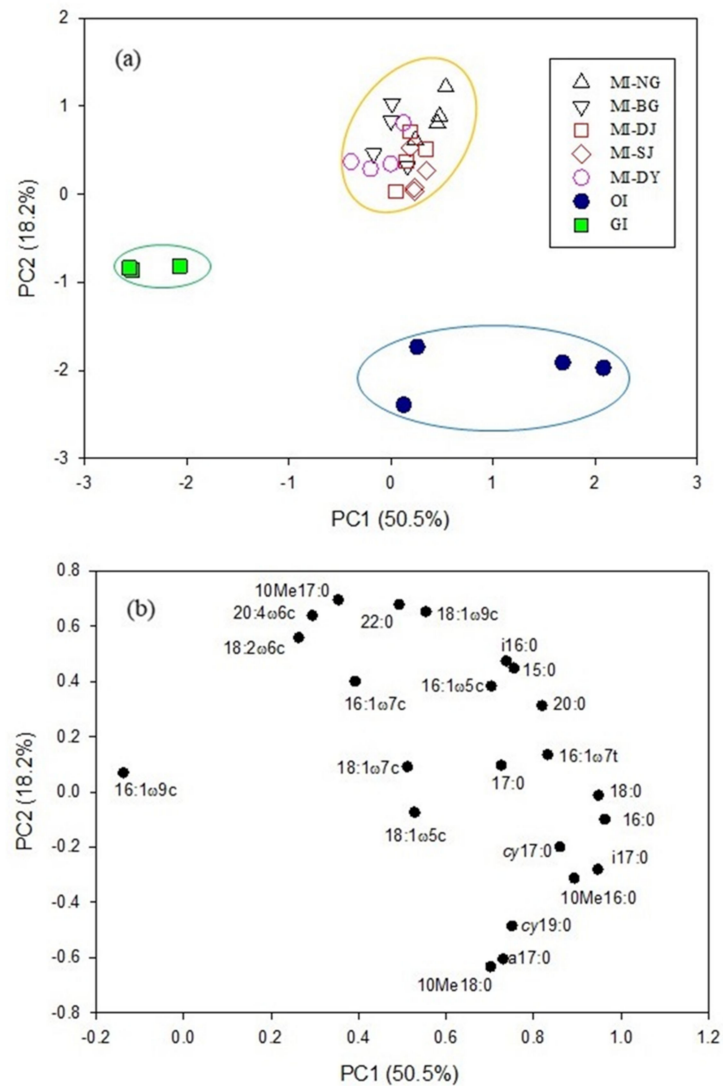 (a)
2
1
0
-1
-2
-3
PC2 (18.2%)
MI-NG
MI-BG
MI-DJ
MI-SJ
MI-DY
OI
GI
-3 -2 -1 0 1 2 3
PC1 (50.5%)
(b)
0.8
0.6
0.4
0.2
0.0
-0.2
-0.4
-0.6
-0.8
PC2 (18.2%)
10Me17:0
20:4ω6c
22:0
18:1ω9c
18:2ω6c
i16:0
15:0
16:1ω5c
16:1ω7c
20:0
16:1ω9c
18:1ω7c
17:0
16:1ω7t
18:0
18:1ω5c
16:0
cy17:0
i17:0
10Me16:0
cy19:0
a17:0
10Me18:0
-0.2 0.0 0.2 0.4 0.6 0.8 1.0 1.2
PC1 (50.5%)